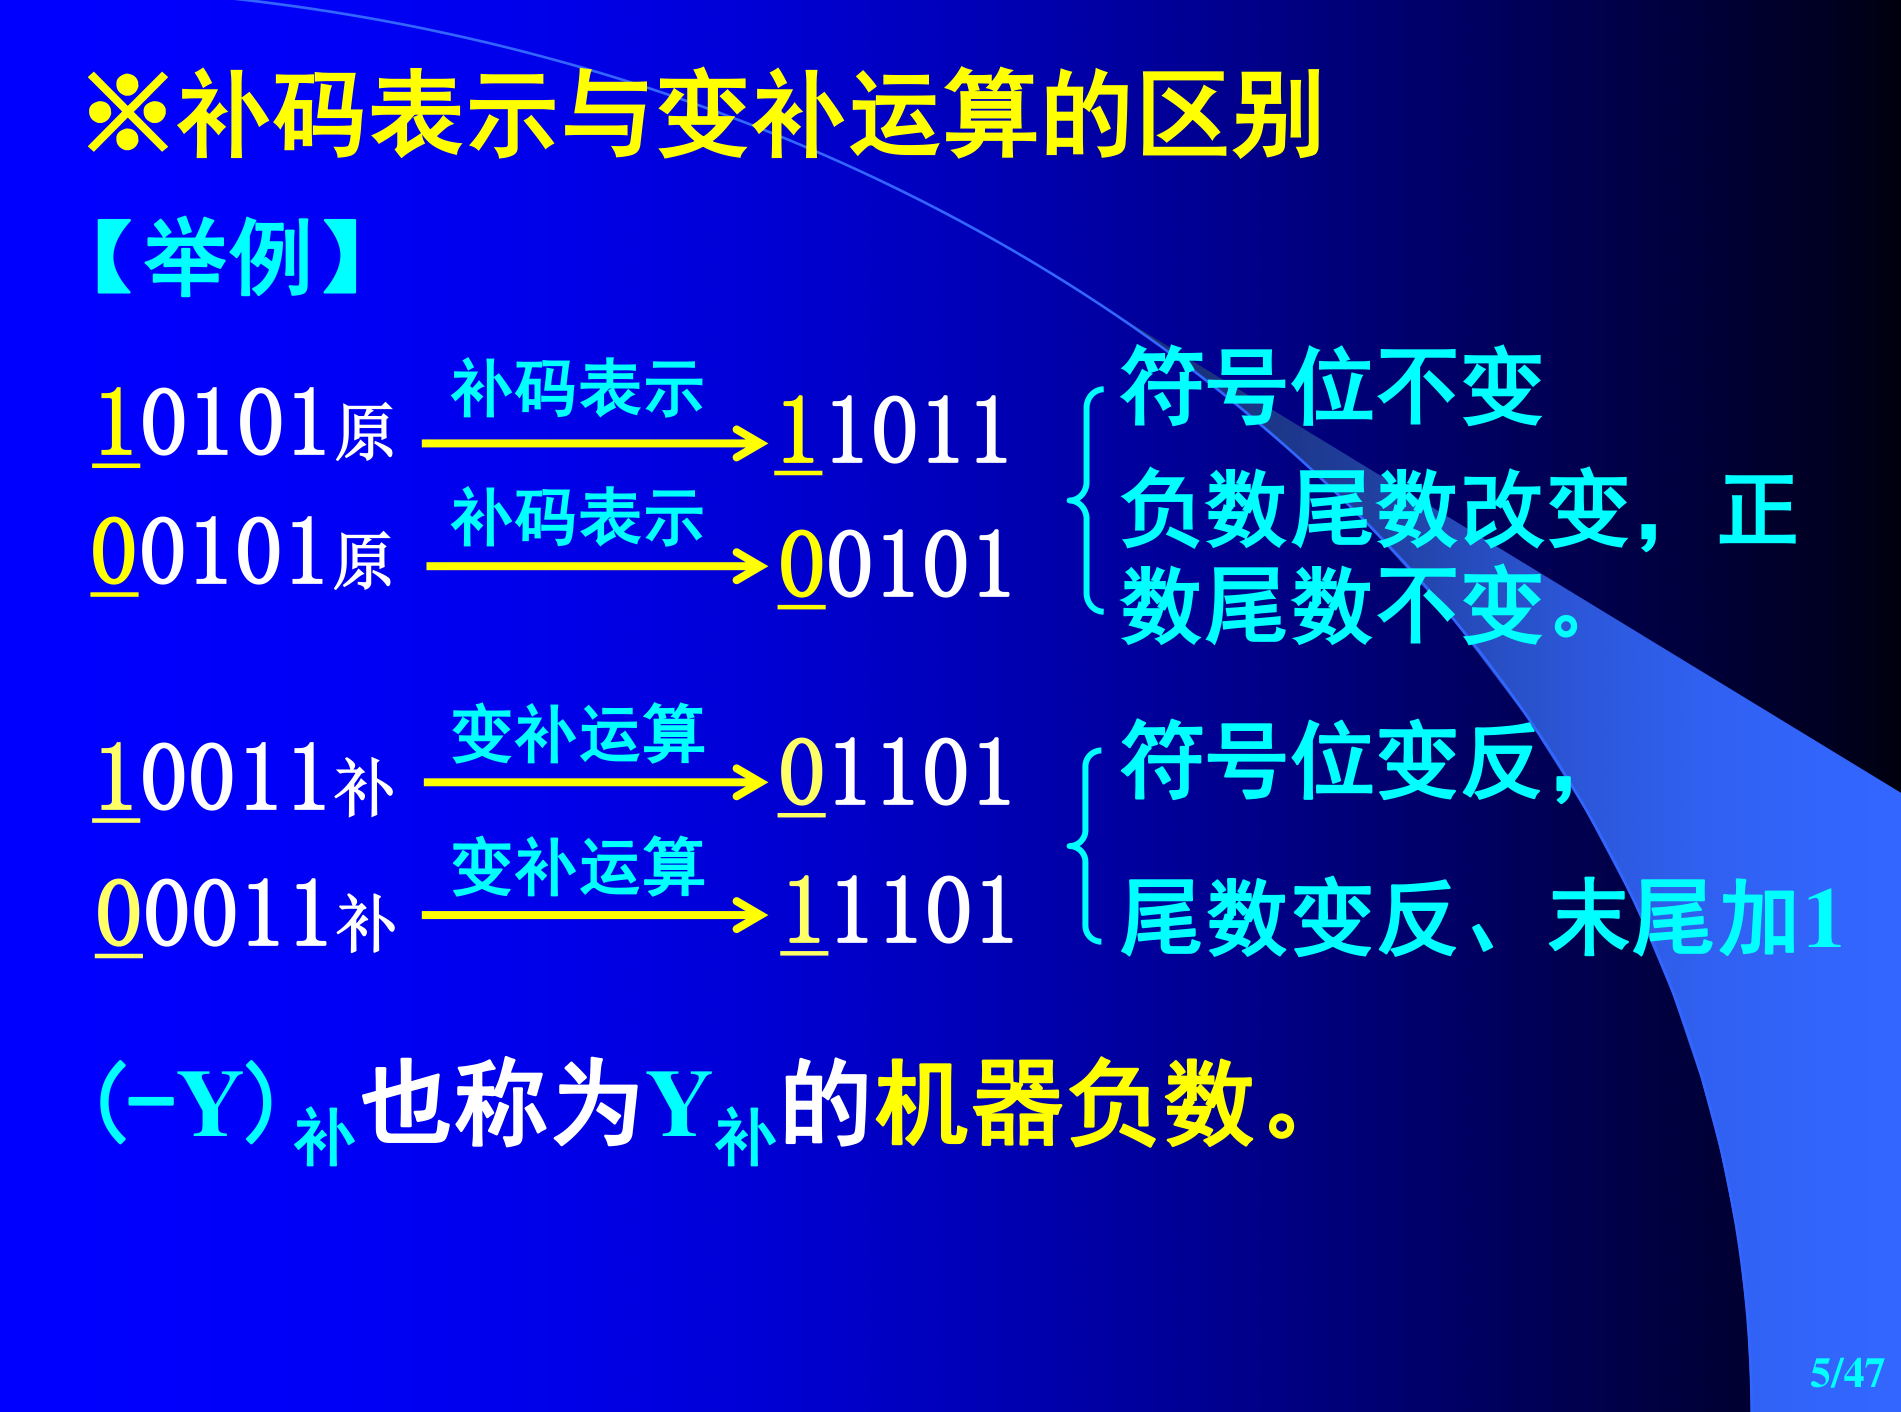 ※补码表示与变补运算的区别
【举例】
10101原 补码表示 11011
00101原 补码表示 00101
符号位不变
负数尾数改变，正
数尾数不变。
10011补 变补运算 01101
00011补 变补运算 11101
符号位变反，
尾数变反、末尾加1
(-Y)补也称为Y补的机器负数。
5/47